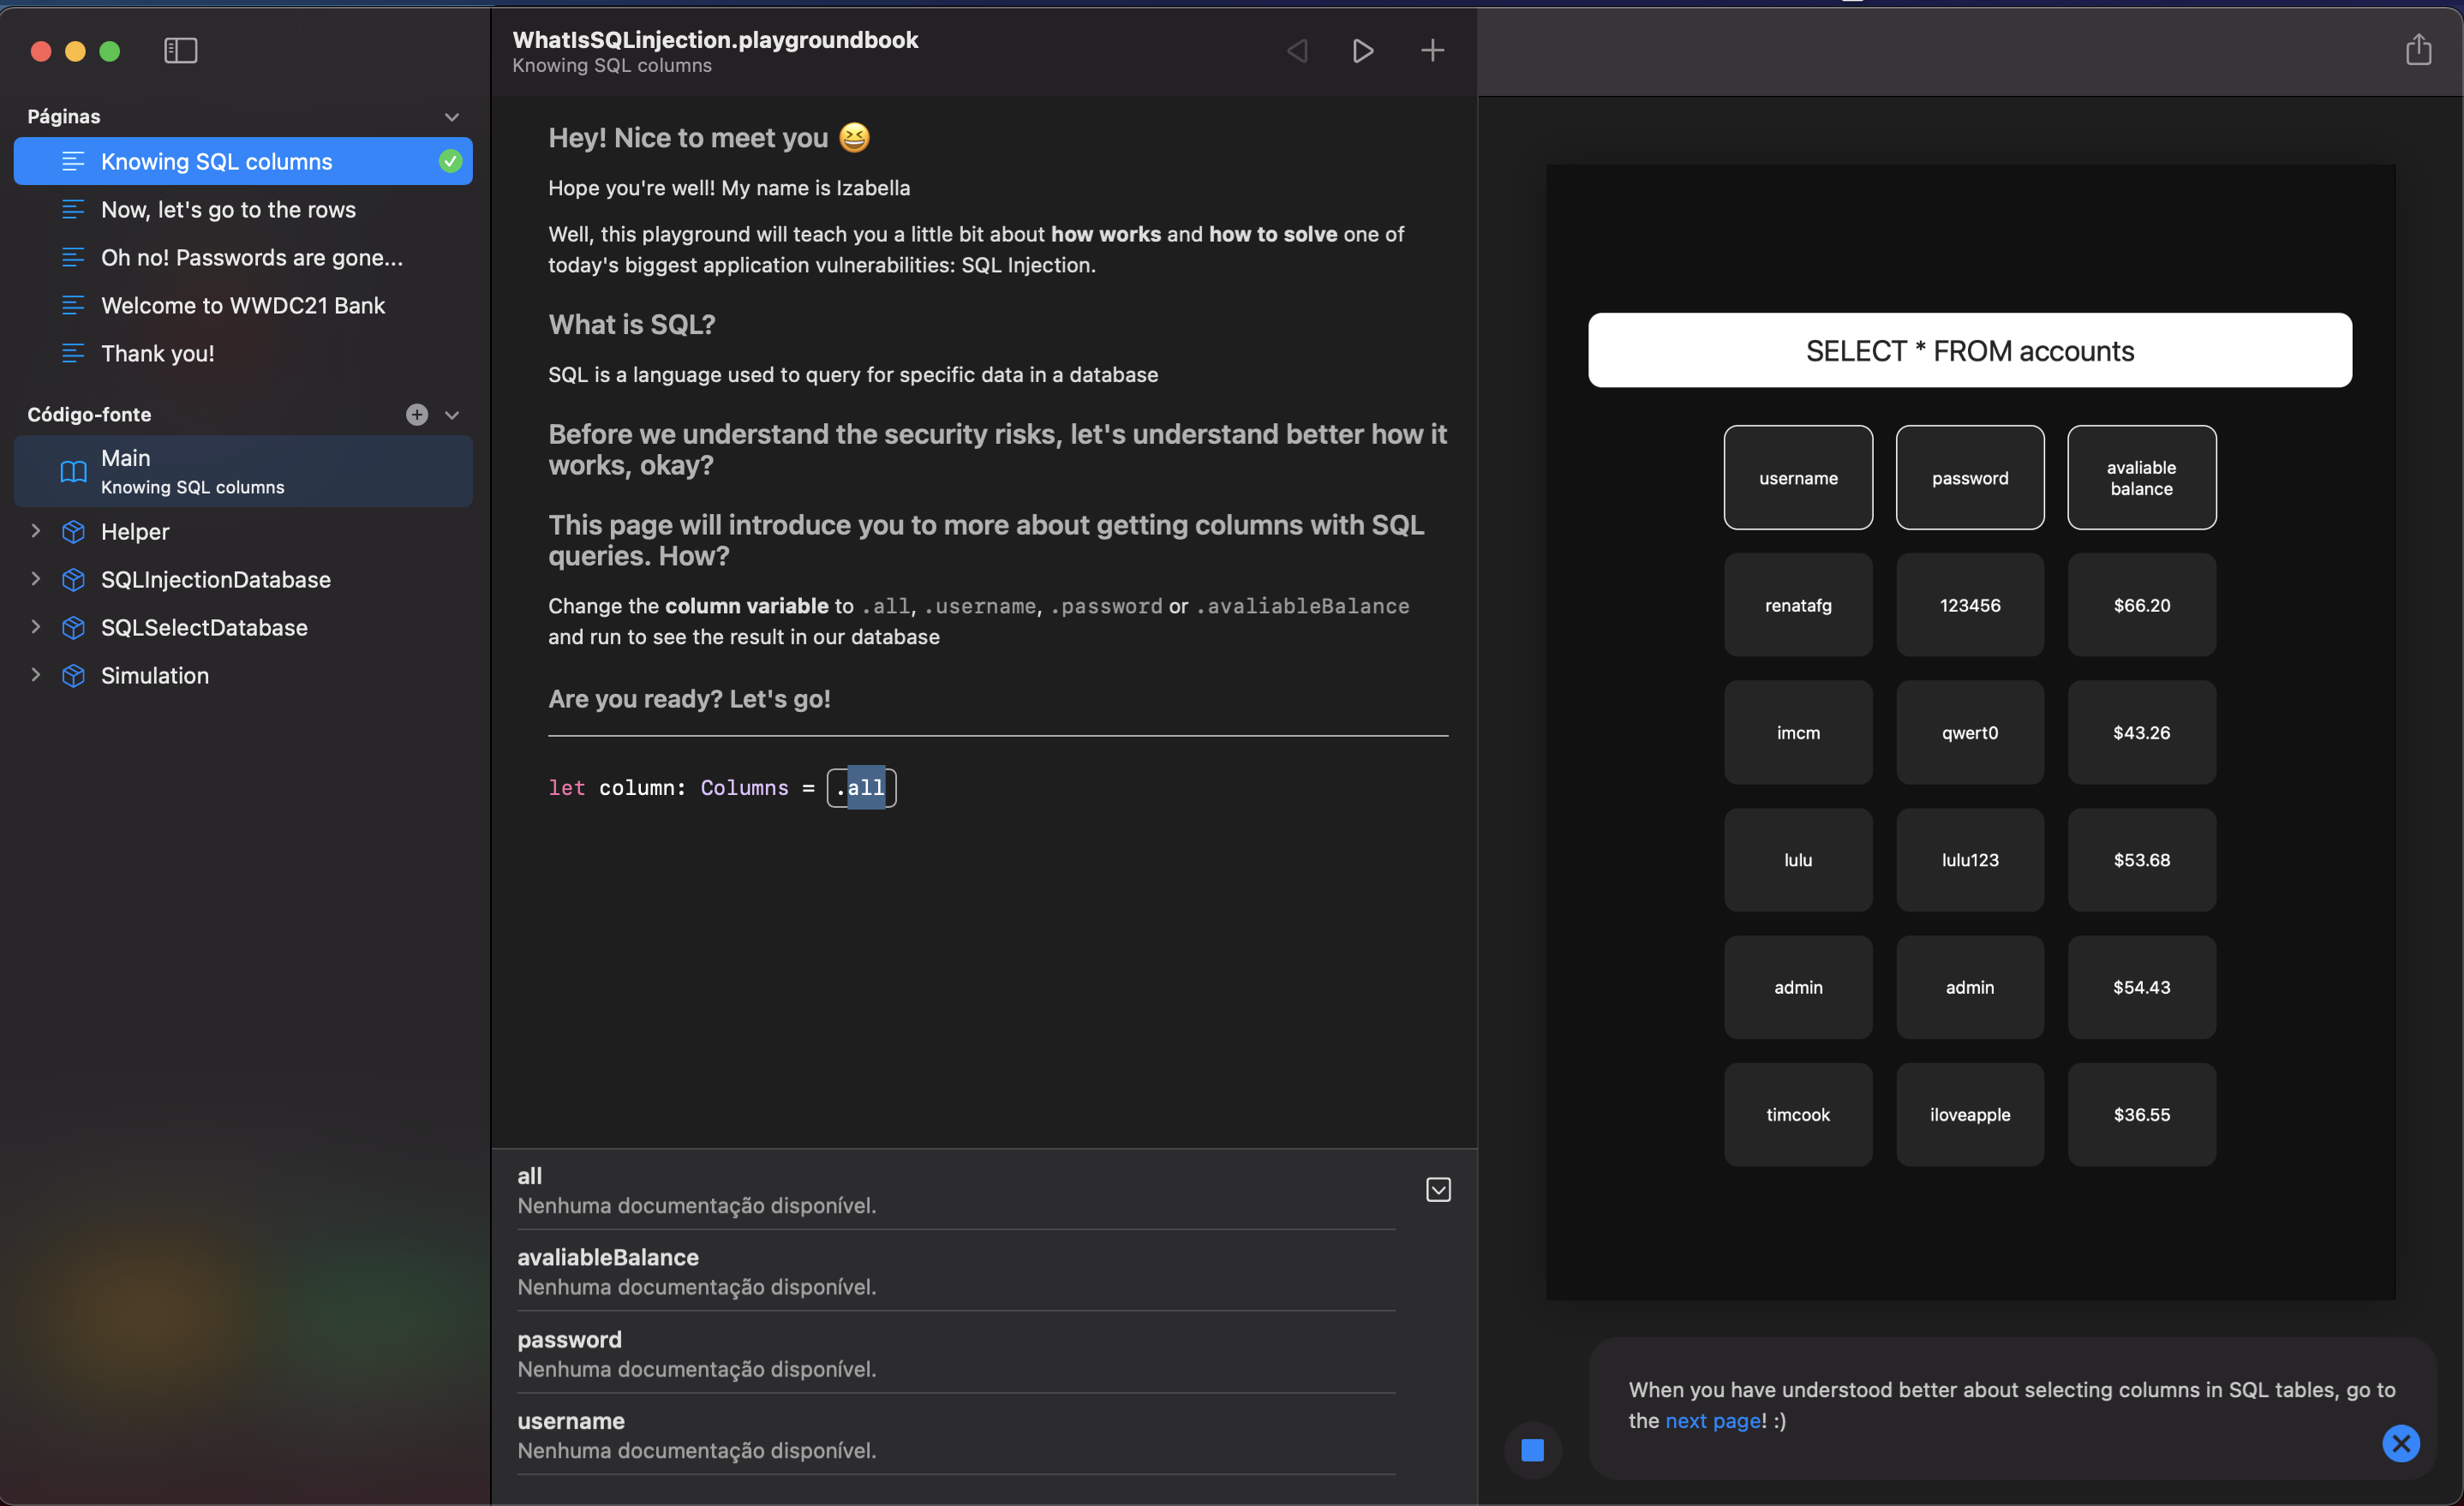 Páginas
Knowing SQL columns
Now, let's go to the rows
Oh no! Passwords are gone...
Welcome to WWDC21 Bank
Thank you!
Código-fonte
Main
Knowing SQL columns
Helper
SQLInjectionDatabase
SQLSelectDatabase
Simulation
WhatIsSQLinjection.playgroundbook
Knowing SQL columns
Hey! Nice to meet you 😆
Hope you're well! My name is Izabella
Well, this playground will teach you a little bit about how works and how to solve one of
today's biggest application vulnerabilities: SQL Injection.
What is SQL?
SQL is a language used to query for specific data in a database
Before we understand the security risks, let's understand better how it
works, okay?
This page will introduce you to more about getting columns with SQL
queries. How?
Change the column variable to .all, .username, .password or .avaliableBalance
and run to see the result in our database
Are you ready? Let's go!
let column: Columns = .all
all
Nenhuma documentação disponível.
avaliableBalance
Nenhuma documentação disponível.
password
Nenhuma documentação disponível.
username
Nenhuma documentação disponível.
SELECT * FROM accounts
username password avaliable
balance
renatafg 123456 $66.20
imcm qwert0 $43.26
lulu lulu123 $53.68
admin admin $54.43
timcook iloveapple $36.55
When you have understood better about selecting columns in SQL tables, go to
the next page! :)